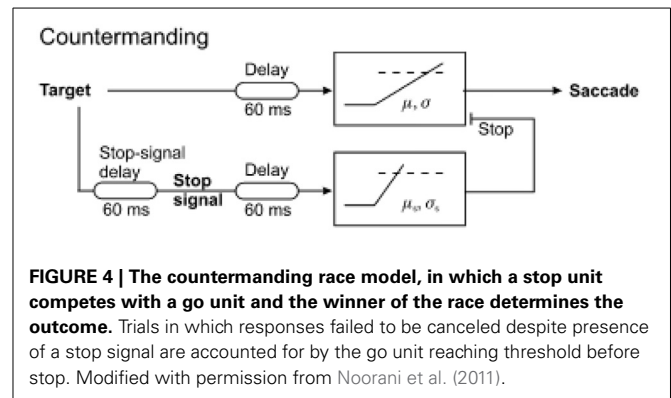 Countermanding
Delay
Target
60 ms
μ, σ
Saccade
Stop
Stop-signal
delay
60 ms
Stop
signal
Delay
60 ms
μₛ, σₛ
FIGURE 4 | The countermanding race model, in which a stop unit
competes with a go unit and the winner of the race determines the
outcome. Trials in which responses failed to be canceled despite presence
of a stop signal are accounted for by the go unit reaching threshold before
stop. Modified with permission from Noorani et al. (2011).